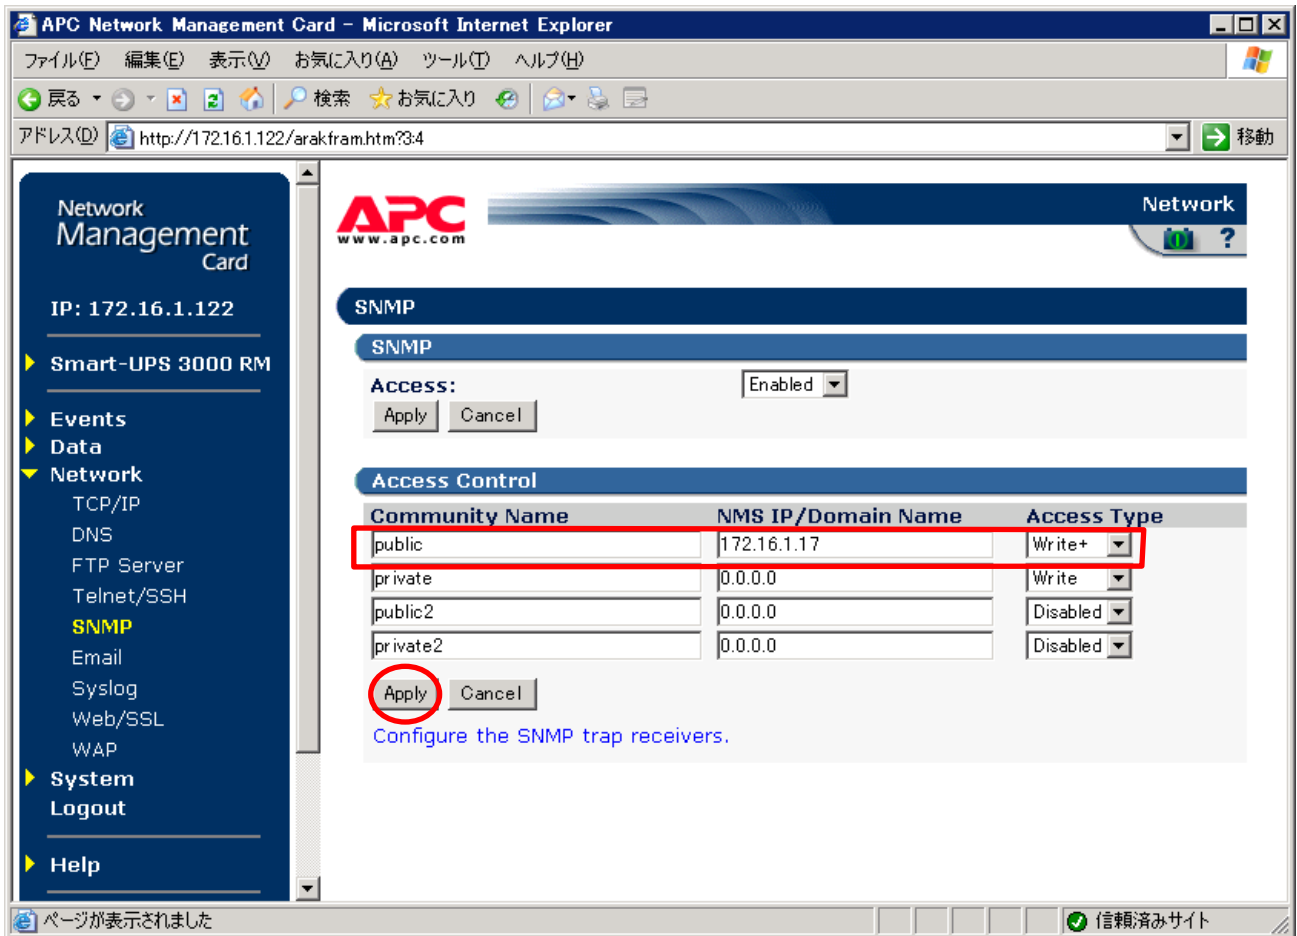 APC Network Management Card - Microsoft Internet Explorer
ファイル(F) 編集(E) 表示(V) お気に入り(A) ツール(T) ヘルプ(H)
戻る 検索 お気に入り
アドレス(D) http://172.16.1.122/arakfram.htm?3:4 移動
Network
Management
Card
IP: 172.16.1.122
Smart-UPS 3000 RM
Events
Data
Network
TCP/IP
DNS
FTP Server
Telnet/SSH
SNMP
Email
Syslog
Web/SSL
WAP
System
Logout
Help
APC
www.apc.com
Network
?
SNMP
SNMP
Access: Enabled
Apply Cancel
Access Control
Community Name NMS IP/Domain Name Access Type
public 172.16.1.17 Write+
private 0.0.0.0 Write
public2 0.0.0.0 Disabled
private2 0.0.0.0 Disabled
Apply Cancel
Configure the SNMP trap receivers.
ページが表示されました 信頼済みサイト